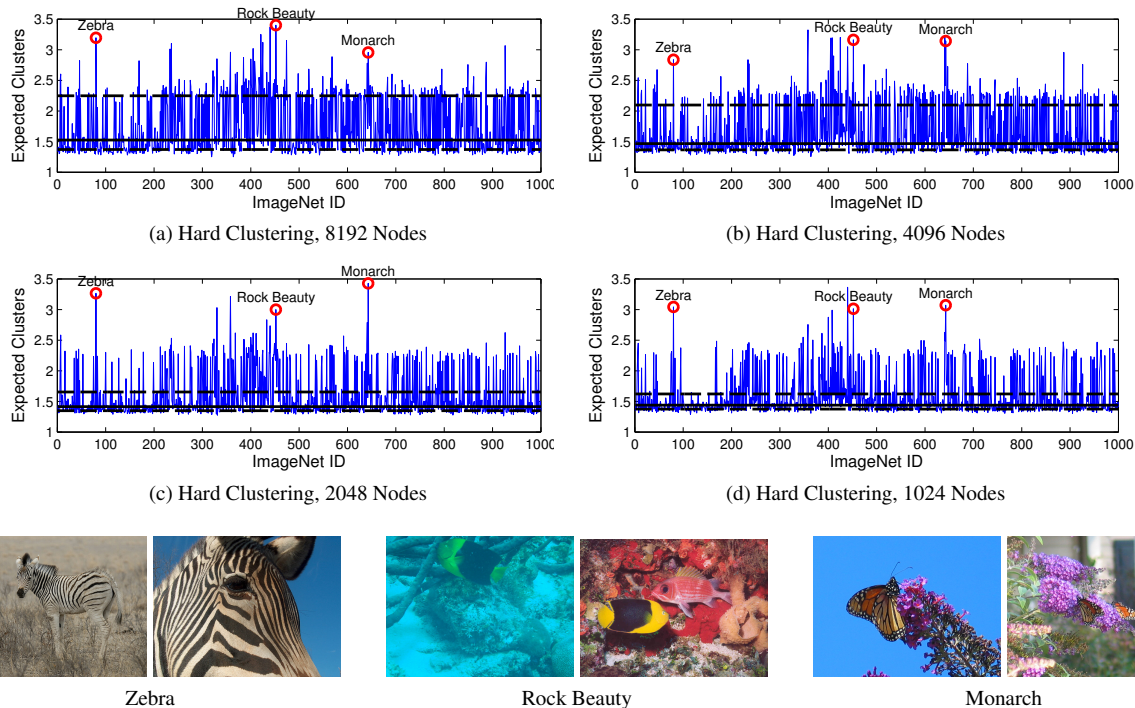 Rock Beauty
Zebra
Monarch
Expected Clusters
3.5
3
2.5
2
1.5
1
0 100 200 300 400 500 600 700 800 900 1000
ImageNet ID
(a) Hard Clustering, 8192 Nodes
Rock Beauty
Monarch
Zebra
Expected Clusters
3.5
3
2.5
2
1.5
1
0 100 200 300 400 500 600 700 800 900 1000
ImageNet ID
(b) Hard Clustering, 4096 Nodes
Monarch
Zebra
Rock Beauty
Expected Clusters
3.5
3
2.5
2
1.5
1
0 100 200 300 400 500 600 700 800 900 1000
ImageNet ID
(c) Hard Clustering, 2048 Nodes
Zebra
Rock Beauty
Monarch
Expected Clusters
3.5
3
2.5
2
1.5
1
0 100 200 300 400 500 600 700 800 900 1000
ImageNet ID
(d) Hard Clustering, 1024 Nodes
Zebra
Rock Beauty
Monarch